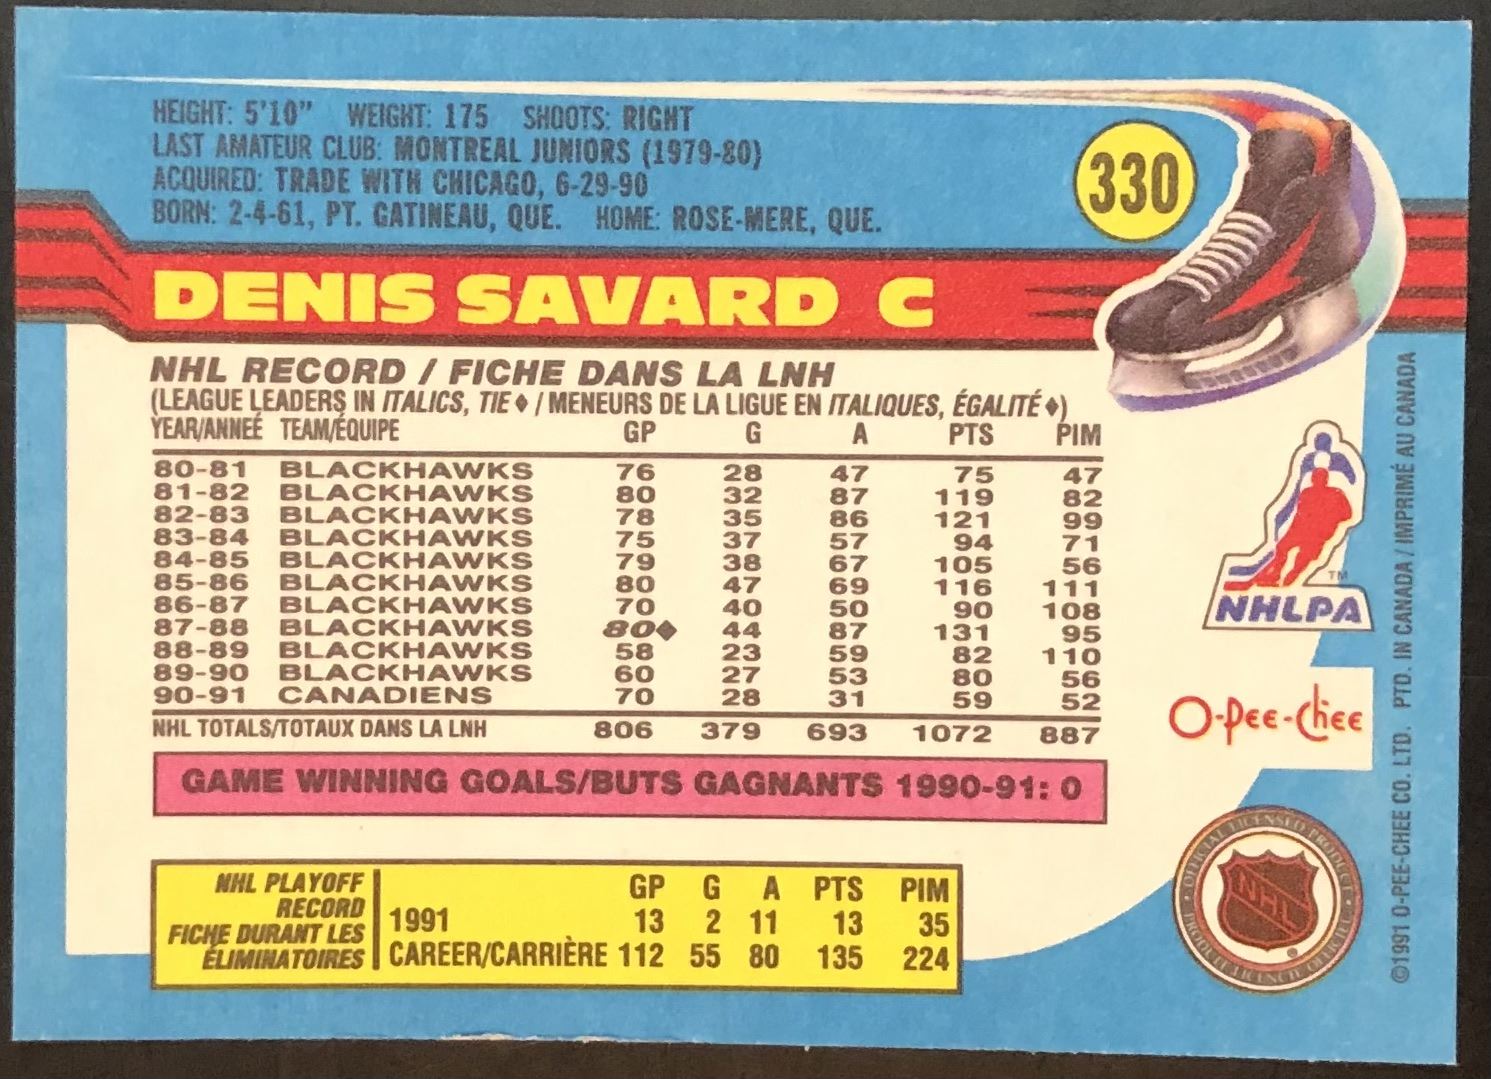 HEIGHT: 5'10" WEIGHT: 175 SHOOTS: RIGHT
LAST AMATEUR CLUB: MONTREAL JUNIORS (1979-80)
ACQUIRED: TRADE WITH CHICAGO, 6-29-90
BORN: 2-4-61, PT. GATINEAU, QUE. HOME: ROSE-MERE, QUE.
330
DENIS SAVARD C
NHL RECORD / FICHE DANS LA LNH
(LEAGUE LEADERS IN ITALICS, TIE ♦ / MENEURS DE LA LIGUE EN ITALIQUES, ÉGALITÉ ♦)
YEAR/ANNEÉ TEAM/ÉQUIPE GP G A PTS PIM
80-81 BLACKHAWKS 76 28 47 75 47
81-82 BLACKHAWKS 80 32 87 119 82
82-83 BLACKHAWKS 78 35 86 121 99
83-84 BLACKHAWKS 75 37 57 94 71
84-85 BLACKHAWKS 79 38 67 105 56
85-86 BLACKHAWKS 80 47 69 116 111
86-87 BLACKHAWKS 70 40 50 90 108
87-88 BLACKHAWKS 80♦ 44 87 131 95
88-89 BLACKHAWKS 58 23 59 82 110
89-90 BLACKHAWKS 60 27 53 80 56
90-91 CANADIENS 70 28 31 59 52
NHL TOTALS/TOTAUX DANS LA LNH 806 379 693 1072 887
GAME WINNING GOALS/BUTS GAGNANTS 1990-91: 0
NHL PLAYOFF
RECORD
FICHE DURANT LES
ÉLIMINATOIRES
GP G A PTS PIM
1991 13 2 11 13 35
CAREER/CARRIÈRE 112 55 80 135 224
TM
NHLPA
O-PEE-CHEE
OFFICIAL LICENSED PRODUCT
NHL
®
PRODUIT LICENCIÉ OFFICIEL
©1991 O-PEE-CHEE CO. LTD. PTD. IN CANADA / IMPRIMÉ AU CANADA